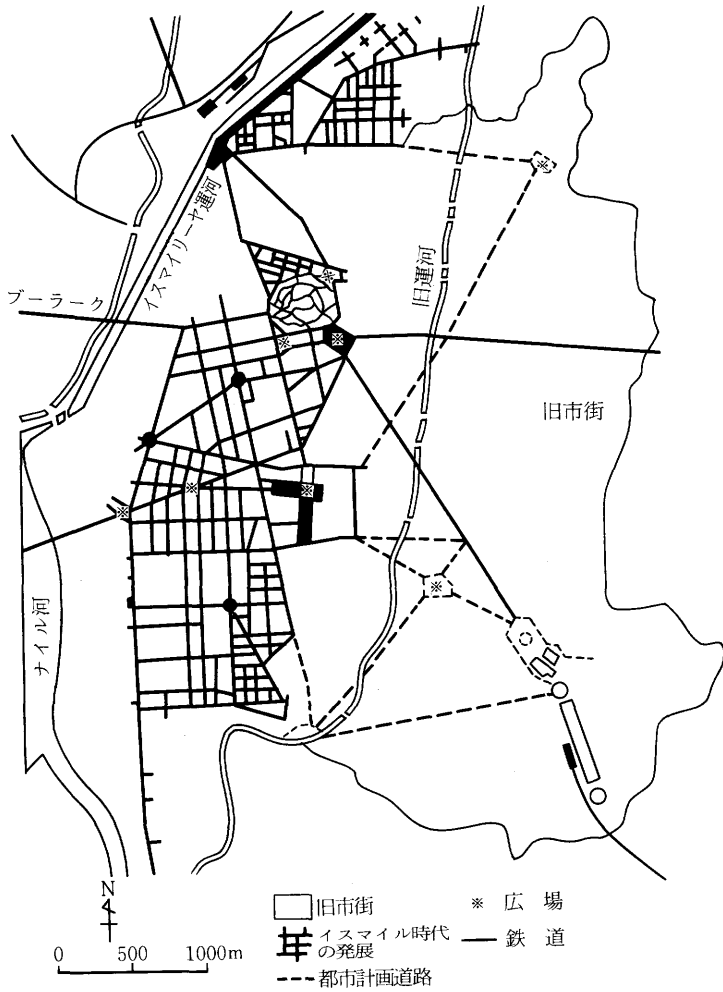 イスマイリーヤ運河
旧運河
ブーラーク
旧市街
ナイル河
N
0 500 1000m
旧市街
イスマイル時代
の発展
都市計画道路
※ 広場
鉄道